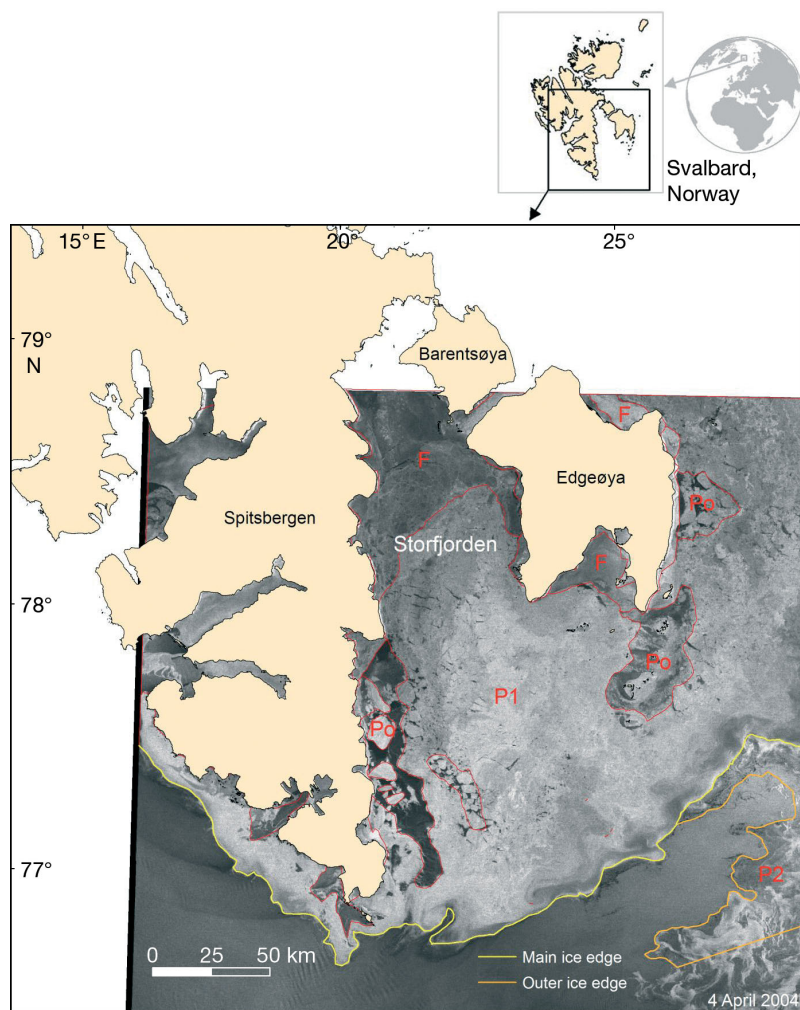 Svalbard,
Norway
15° E
20°
25°
79°
N
Barentsøya
F
F
Edgeøya
Po
Spitsbergen
Storfjorden
F
78°
Po
P1
Po
77°
P2
0 25 50 km
Main ice edge
Outer ice edge
4 April 2004